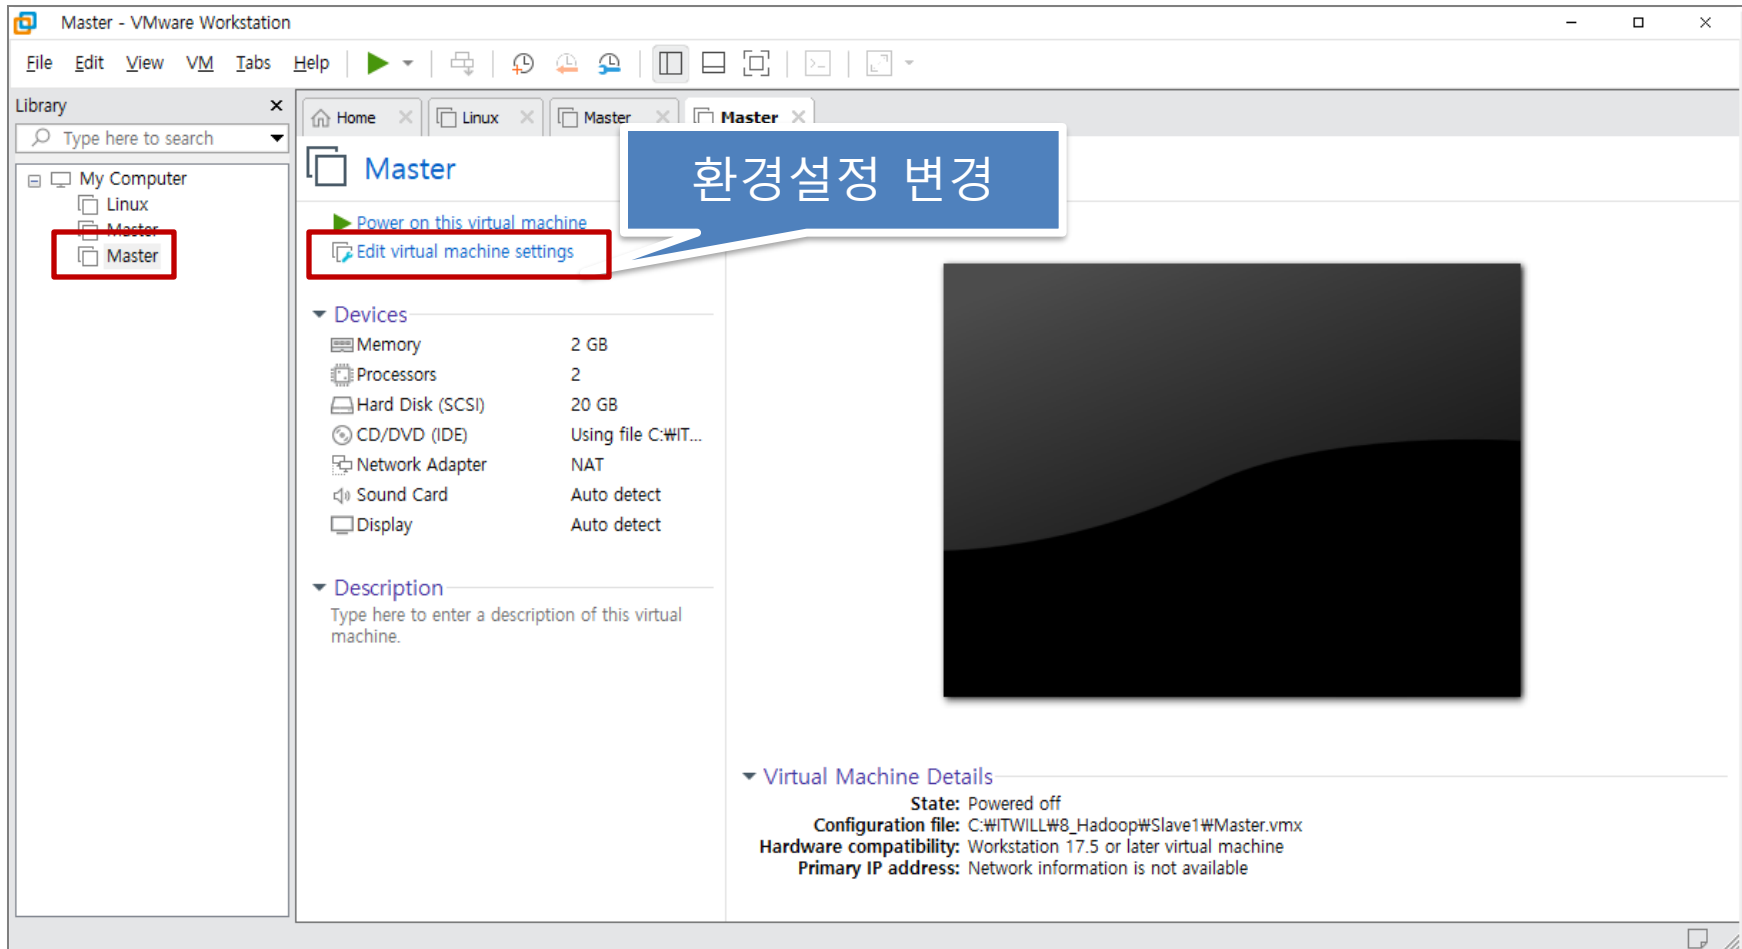 Master - VMware Workstation
File Edit View VM Tabs Help
Library
Type here to search
My Computer
Linux
Master
Master
Home
Linux
Master
Master
Master
환경설정 변경
Power on this virtual machine
Edit virtual machine settings
Devices
Memory 2 GB
Processors 2
Hard Disk (SCSI) 20 GB
CD/DVD (IDE) Using file C:₩IT...
Network Adapter NAT
Sound Card Auto detect
Display Auto detect
Description
Type here to enter a description of this virtual
machine.
Virtual Machine Details
State: Powered off
Configuration file: C:₩ITWILL₩8_Hadoop₩Slave1₩Master.vmx
Hardware compatibility: Workstation 17.5 or later virtual machine
Primary IP address: Network information is not available